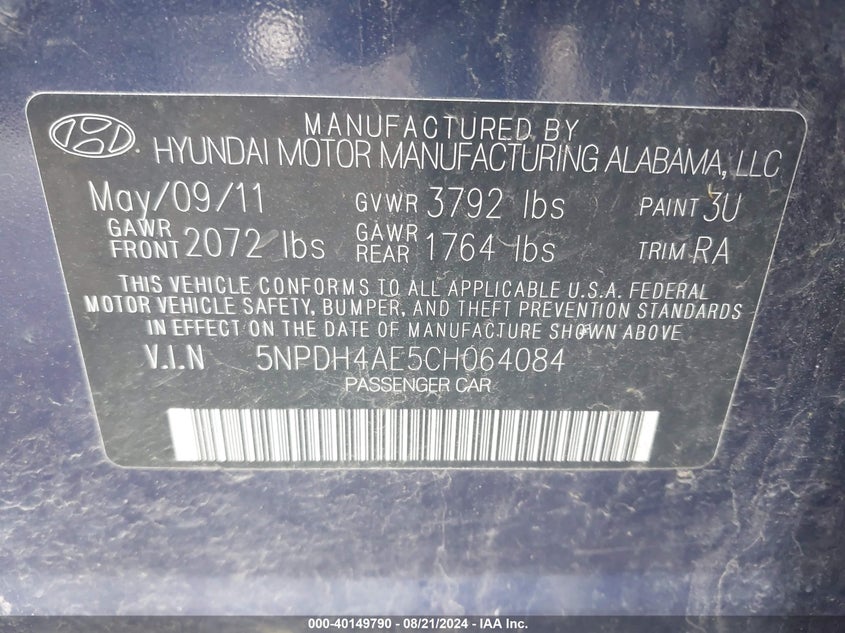 MANUFACTURED BY
HYUNDAI MOTOR MANUFACTURING ALABAMA, LLC
May/09/11 GVWR 3792 lbs PAINT 3U
GAWR FRONT 2072 lbs GAWR REAR 1764 lbs TRIM RA
THIS VEHICLE CONFORMS TO ALL APPLICABLE U.S.A. FEDERAL
MOTOR VEHICLE SAFETY, BUMPER, AND THEFT PREVENTION STANDARDS
IN EFFECT ON THE DATE OF MANUFACTURE SHOWN ABOVE
V.I.N 5NPDH4AE5CH064084
PASSENGER CAR
000-40149790 - 08/21/2024 - IAA Inc.